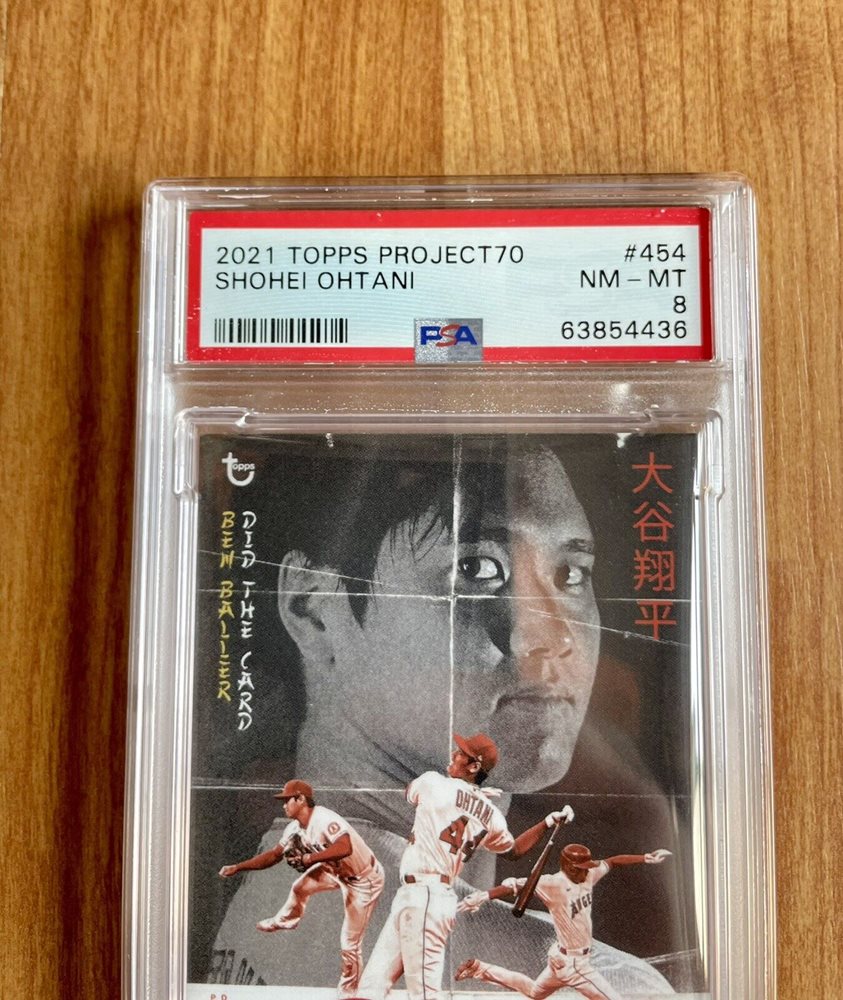 2021 TOPPS PROJECT70
#454
SHOHEI OHTANI
NM - MT
8
63854436
PSA
topps
BEN BALLER
DID THE CARD
大谷翔平
OHTANI
ANGE